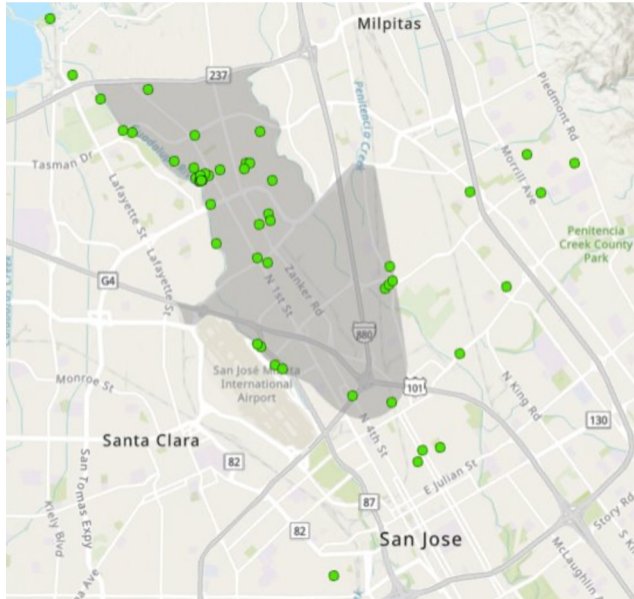 Milpitas
237
Piedmont Rd
Penitencia Creek
Guadalupe
Tasman Dr
Morrill Ave
Lafayette St
Penitencia
Creek County
Park
Lafayette St
G4
Zanker Rd
N 1st St
880
San José Mineta
International
Airport
101
Monroe St
N King Rd
130
N 4th St
Santa Clara
82
E Julian St
San Tomas Expy
Kiely Blvd
87
Story Rd
82
San Jose
McLaughlin A
S K
a Ave